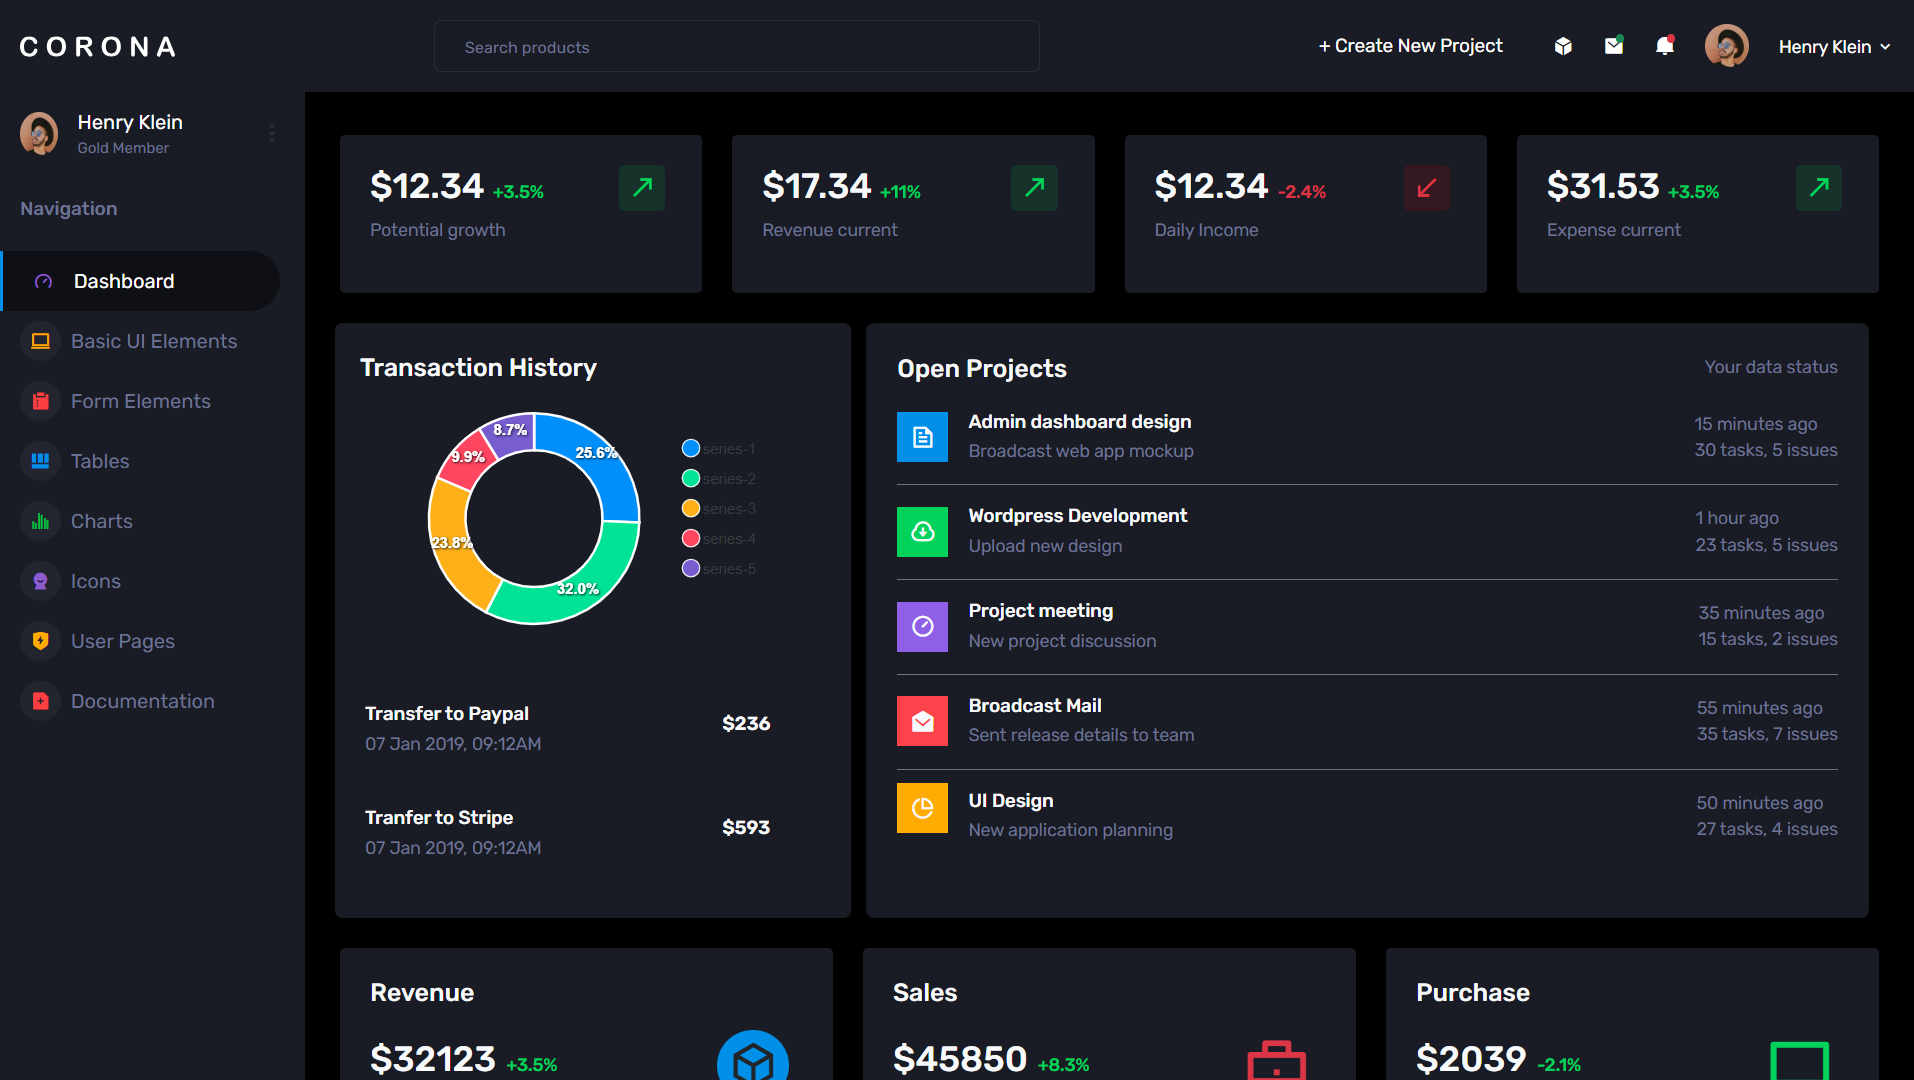 CORONA
Search products
+ Create New Project
Henry Klein
Henry Klein
Gold Member
Navigation
Dashboard
Basic UI Elements
Form Elements
Tables
Charts
Icons
User Pages
Documentation
$12.34 +3.5%
Potential growth
$17.34 +11%
Revenue current
$12.34 -2.4%
Daily Income
$31.53 +3.5%
Expense current
Transaction History
8.7%
25.6%
9.9%
23.8%
32.0%
series-1
series-2
series-3
series-4
series-5
Transfer to Paypal
07 Jan 2019, 09:12AM
$236
Tranfer to Stripe
07 Jan 2019, 09:12AM
$593
Open Projects
Your data status
Admin dashboard design
Broadcast web app mockup
15 minutes ago
30 tasks, 5 issues
Wordpress Development
Upload new design
1 hour ago
23 tasks, 5 issues
Project meeting
New project discussion
35 minutes ago
15 tasks, 2 issues
Broadcast Mail
Sent release details to team
55 minutes ago
35 tasks, 7 issues
UI Design
New application planning
50 minutes ago
27 tasks, 4 issues
Revenue
$32123 +3.5%
Sales
$45850 +8.3%
Purchase
$2039 -2.1%